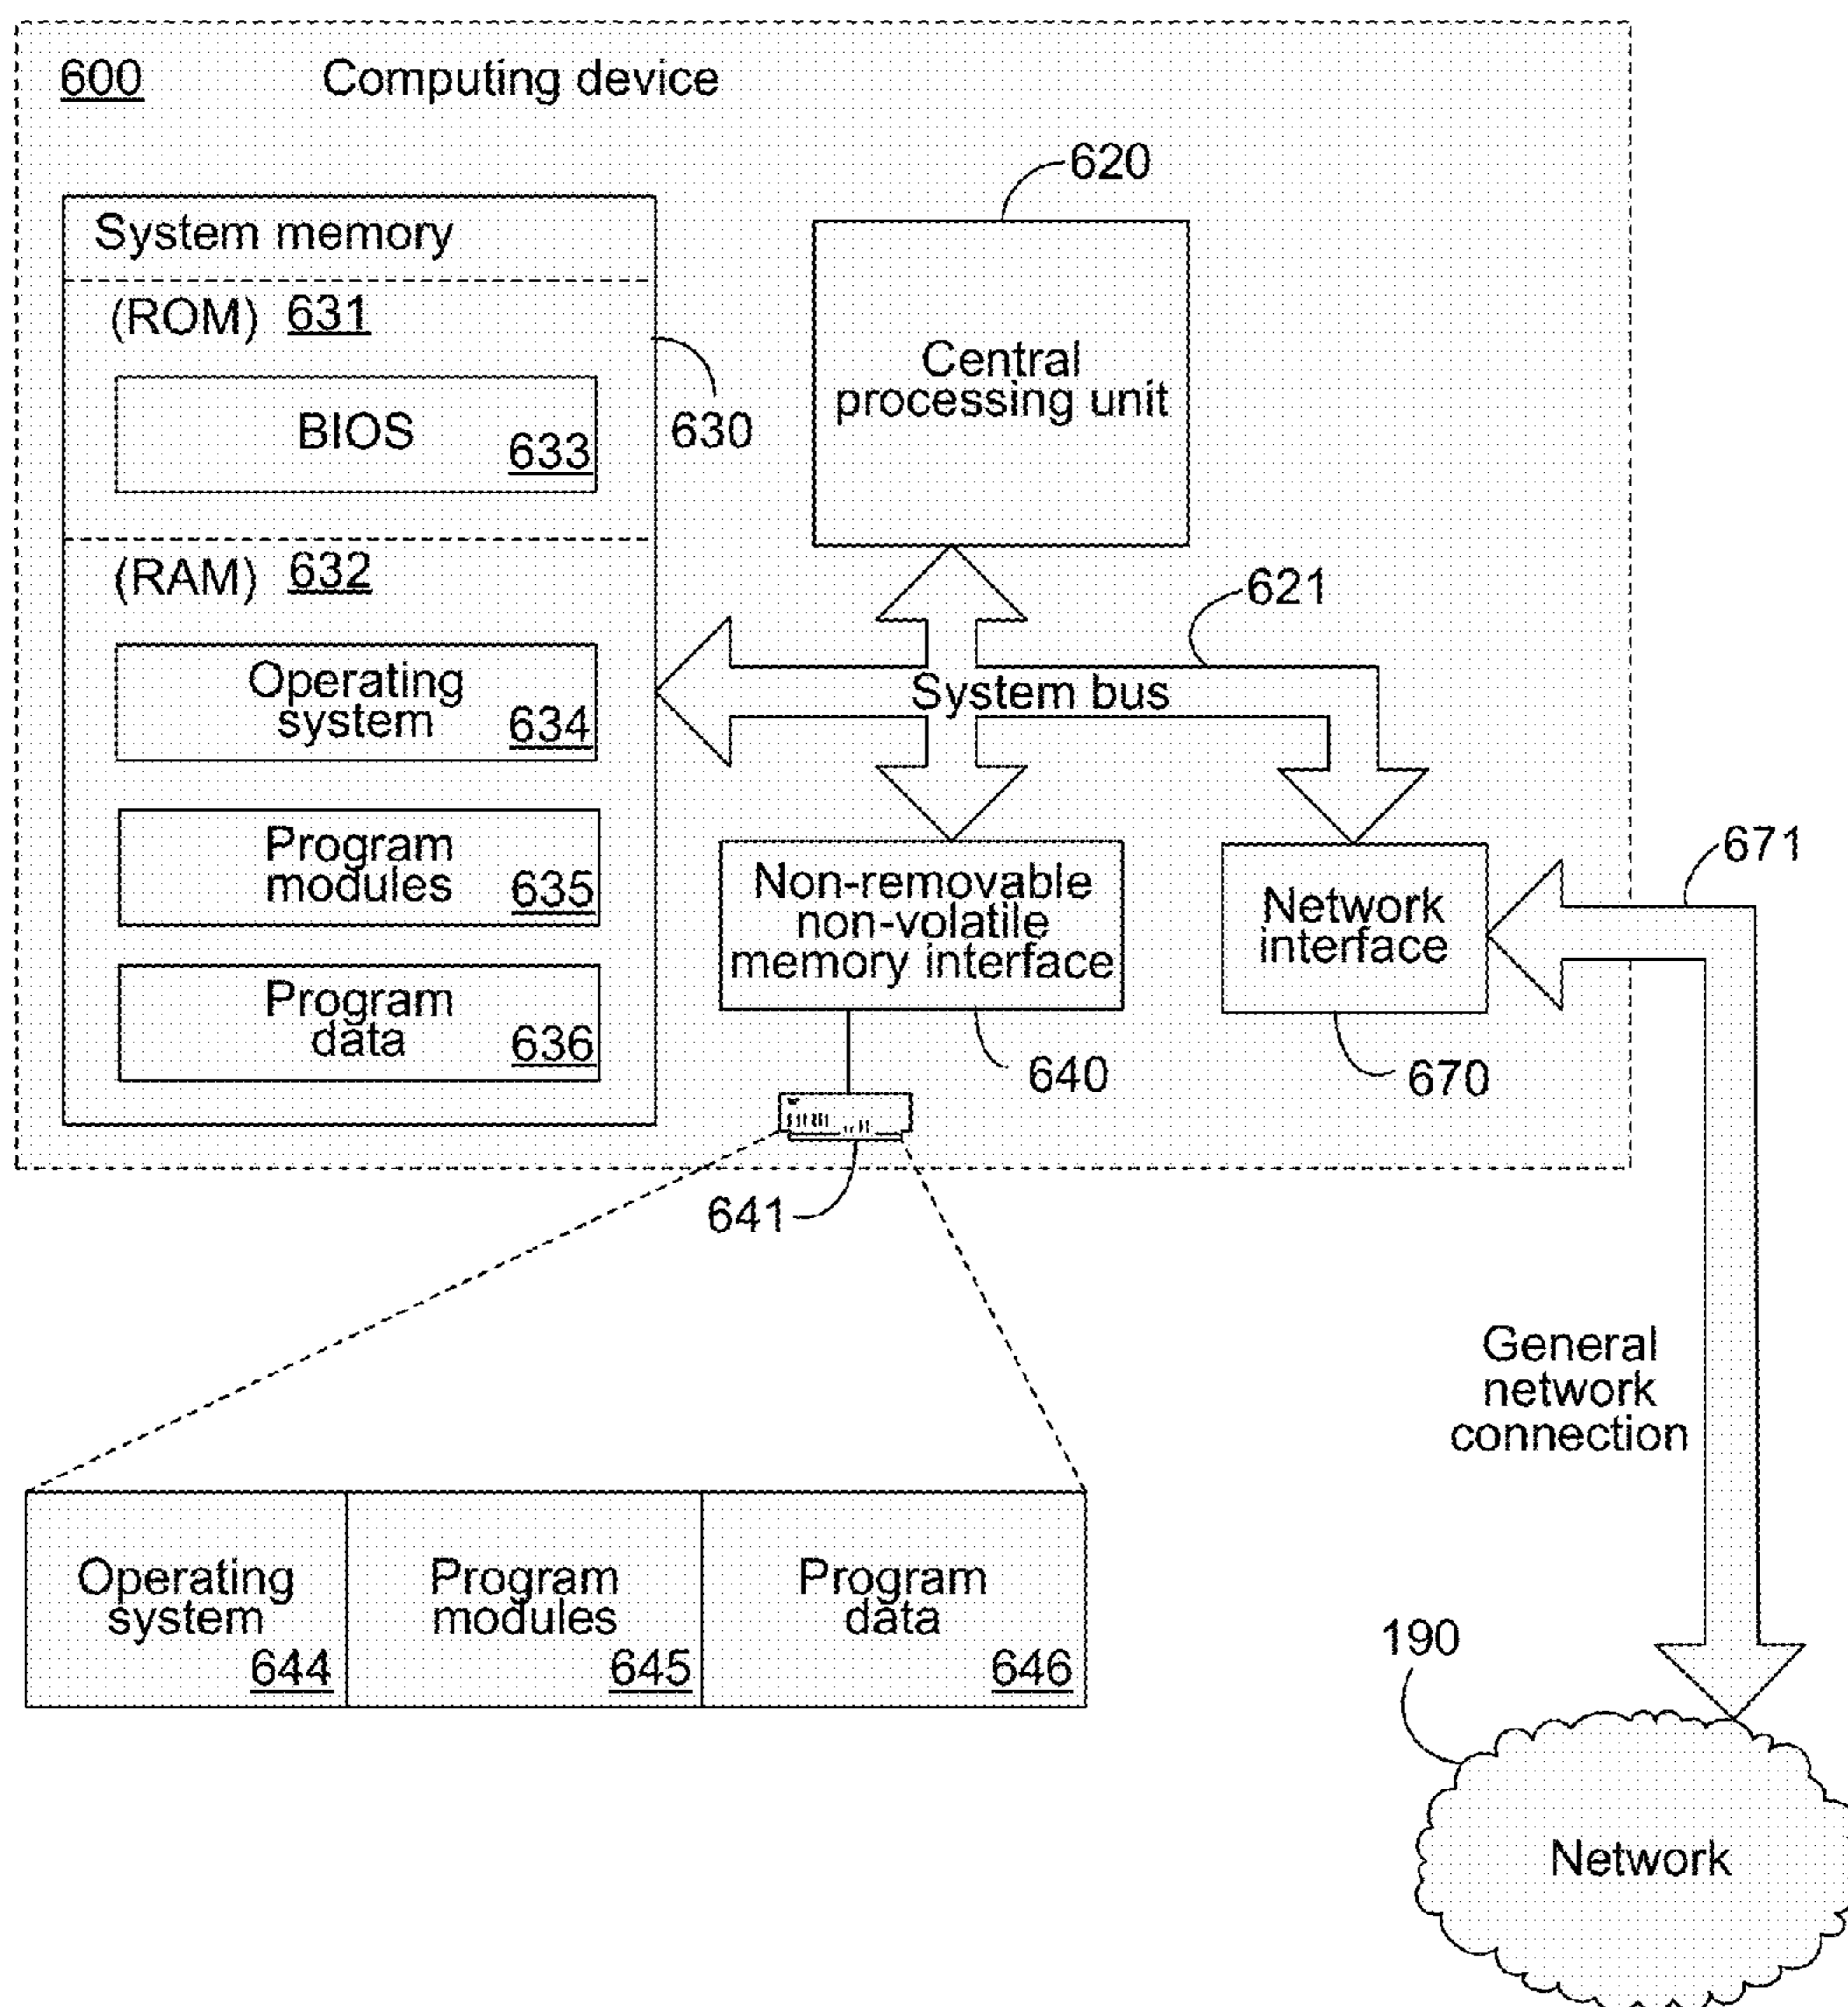 600 Computing device
620
System memory
(ROM) 631
BIOS 633
630
Central
processing unit
(RAM) 632
621
Operating
system 634
System bus
Program
modules 635
Non-removable
non-volatile
memory interface
Network
interface
671
Program
data 636
640
670
641
General
network
connection
Operating
system
644
Program
modules
645
Program
data
646
190
Network